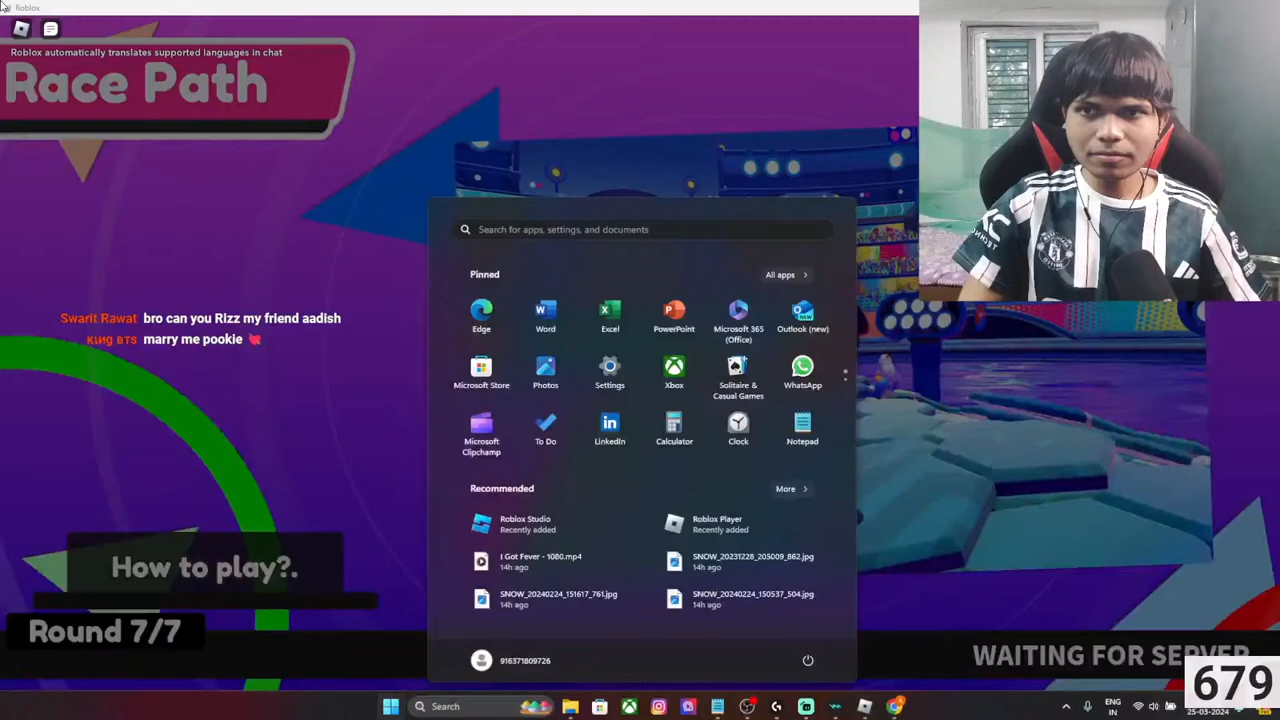 Roblox
Roblox automatically translates supported languages in chat
Race Path
Swarit Rawat bro can you Rizz my friend aadish
кιиg втs marry me pookie
How to play?.
Round 7/7
WAITING FOR SERVER
679
Search for apps, settings, and documents
Pinned
All apps
Edge
Word
Excel
PowerPoint
Microsoft 365
(Office)
Outlook (new)
Microsoft Store
Photos
Settings
Xbox
Solitaire &
Casual Games
WhatsApp
Microsoft
Clipchamp
To Do
LinkedIn
Calculator
Clock
Notepad
Recommended
More
Roblox Studio
Recently added
Roblox Player
Recently added
I Got Fever - 1080.mp4
14h ago
SNOW_20231228_205009_862.jpg
14h ago
SNOW_20240224_151617_761.jpg
14h ago
SNOW_20240224_150537_504.jpg
14h ago
916371809726
Search
ENG
IN
25-03-2024